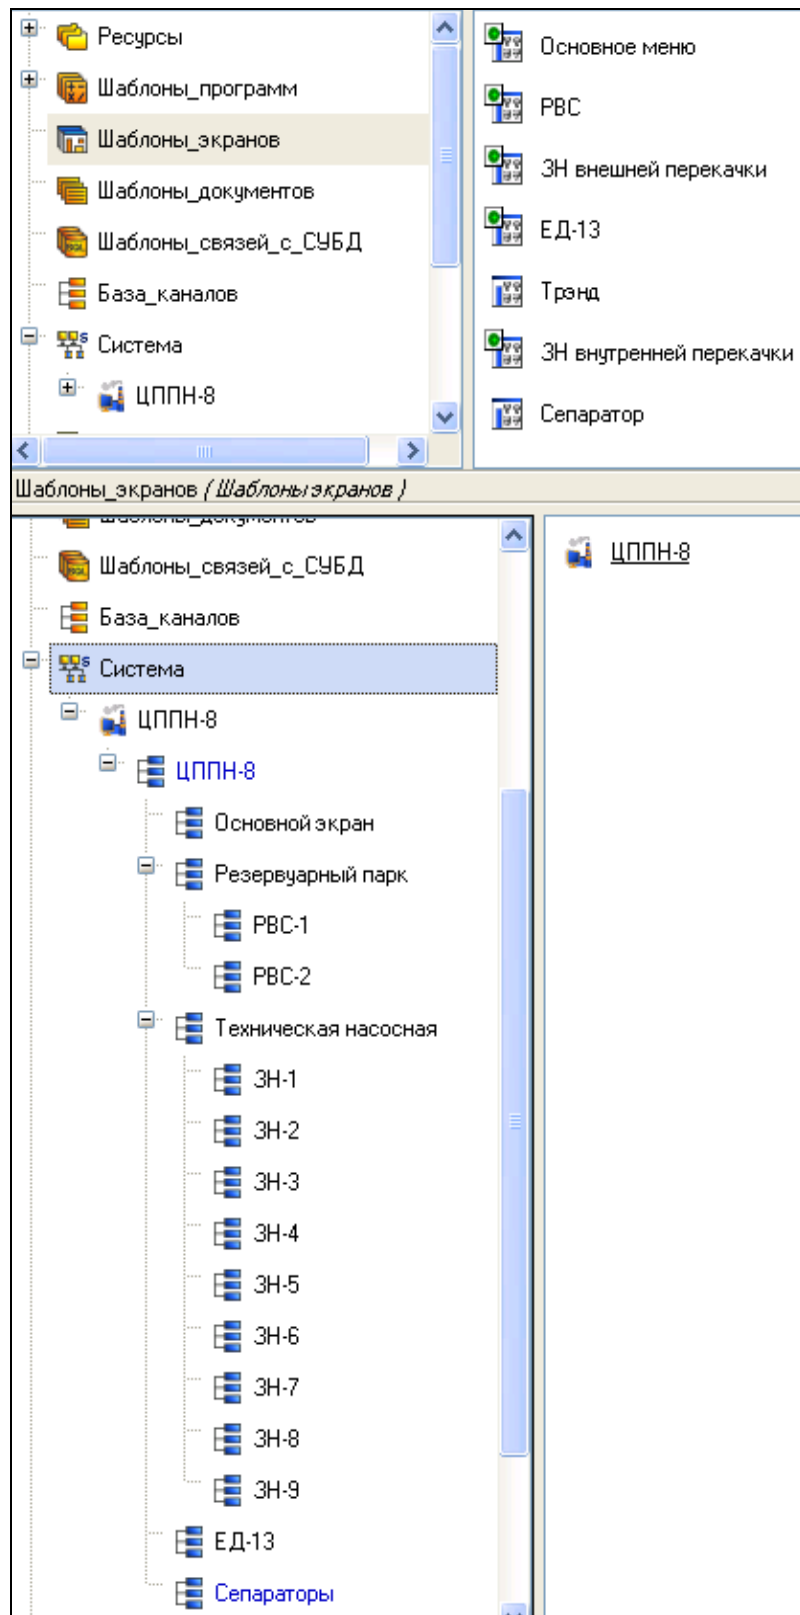 Ресурсы
Шаблоны_программ
Шаблоны_экранов
Шаблоны_документов
Шаблоны_связей_с_СУБД
База_каналов
Система
ЦППН-8
Основное меню
РВС
ЗН внешней перекачки
ЕД-13
Трэнд
ЗН внутренней перекачки
Сепаратор
Шаблоны_экранов ( Шаблоны экранов )
Шаблоны_документов
Шаблоны_связей_с_СУБД
База_каналов
Система
ЦППН-8
ЦППН-8
Основной экран
Резервуарный парк
РВС-1
РВС-2
Техническая насосная
ЗН-1
ЗН-2
ЗН-3
ЗН-4
ЗН-5
ЗН-6
ЗН-7
ЗН-8
ЗН-9
ЕД-13
Сепараторы
ЦППН-8